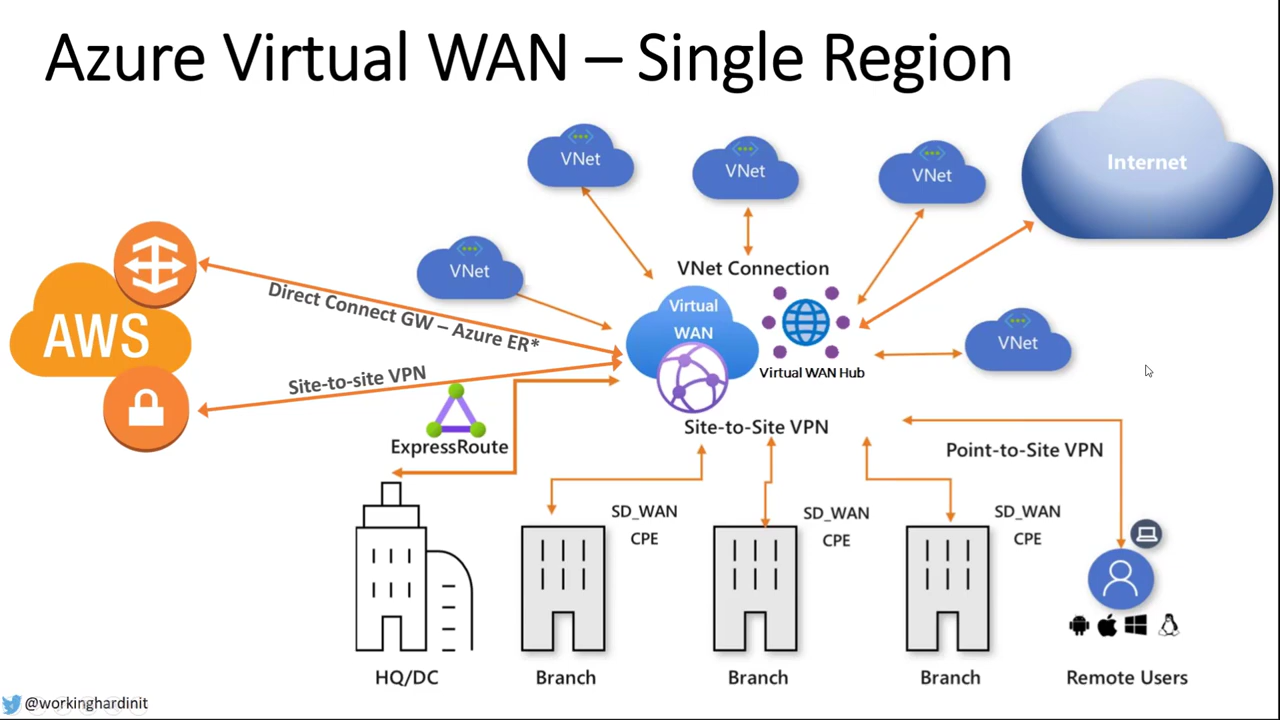 Azure Virtual WAN – Single Region
VNet
VNet
VNet
Internet
VNet
VNet Connection
Virtual
WAN
Virtual WAN Hub
VNet
AWS
Direct Connect GW – Azure ER*
Site-to-site VPN
ExpressRoute
Site-to-Site VPN
Point-to-Site VPN
SD_WAN
CPE
SD_WAN
CPE
SD_WAN
CPE
HQ/DC
Branch
Branch
Branch
Remote Users
@workinghardinit